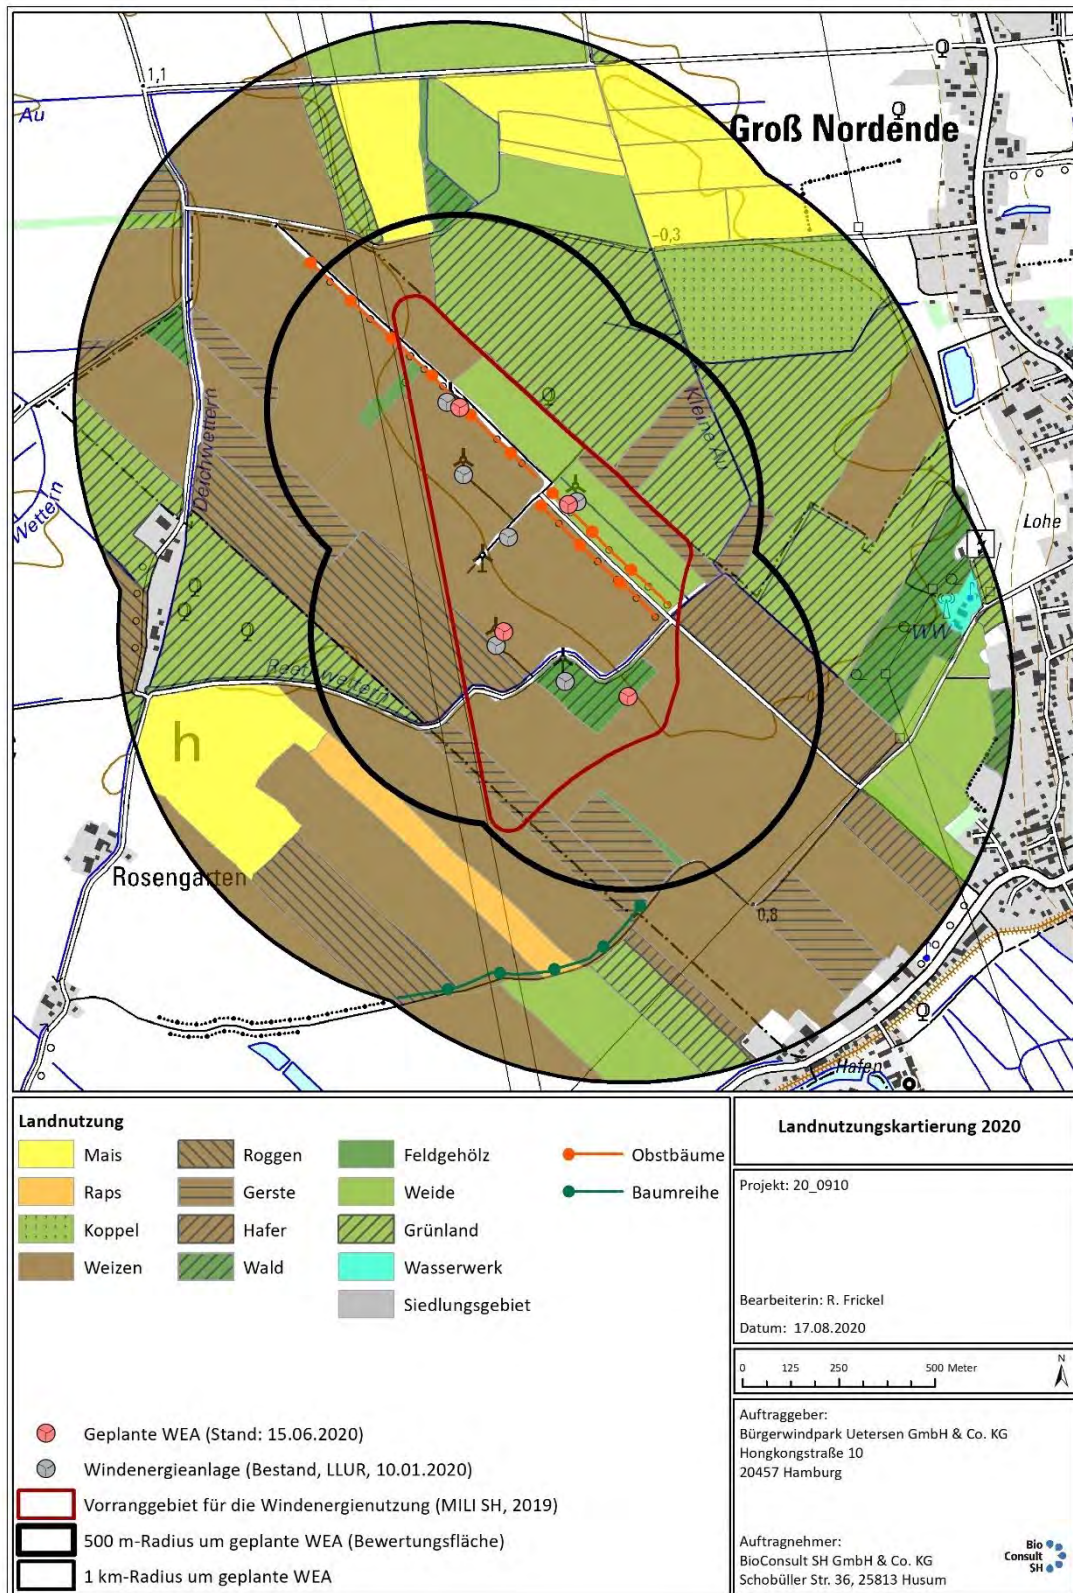 1,1
Au
Groß Nordende
-0,3
Kleine Au
Deichwettern
Wettern
Lohe
WW
Beetswettern
h
Rosengarten
0,8
Hafen
Landnutzung
Mais
Raps
Koppel
Weizen
Roggen
Gerste
Hafer
Wald
Feldgehölz
Weide
Grünland
Wasserwerk
Siedlungsgebiet
Obstbäume
Baumreihe
Geplante WEA (Stand: 15.06.2020)
Windenergieanlage (Bestand, LLUR, 10.01.2020)
Vorranggebiet für die Windenergienutzung (MILI SH, 2019)
500 m-Radius um geplante WEA (Bewertungsfläche)
1 km-Radius um geplante WEA
Landnutzungskartierung 2020
Projekt: 20_0910
Bearbeiterin: R. Frickel
Datum: 17.08.2020
0 125 250 500 Meter
N
Auftraggeber:
Bürgerwindpark Uetersen GmbH & Co. KG
Hongkongstraße 10
20457 Hamburg
Auftragnehmer:
BioConsult SH GmbH & Co. KG
Schobüller Str. 36, 25813 Husum
Bio
Consult
SH